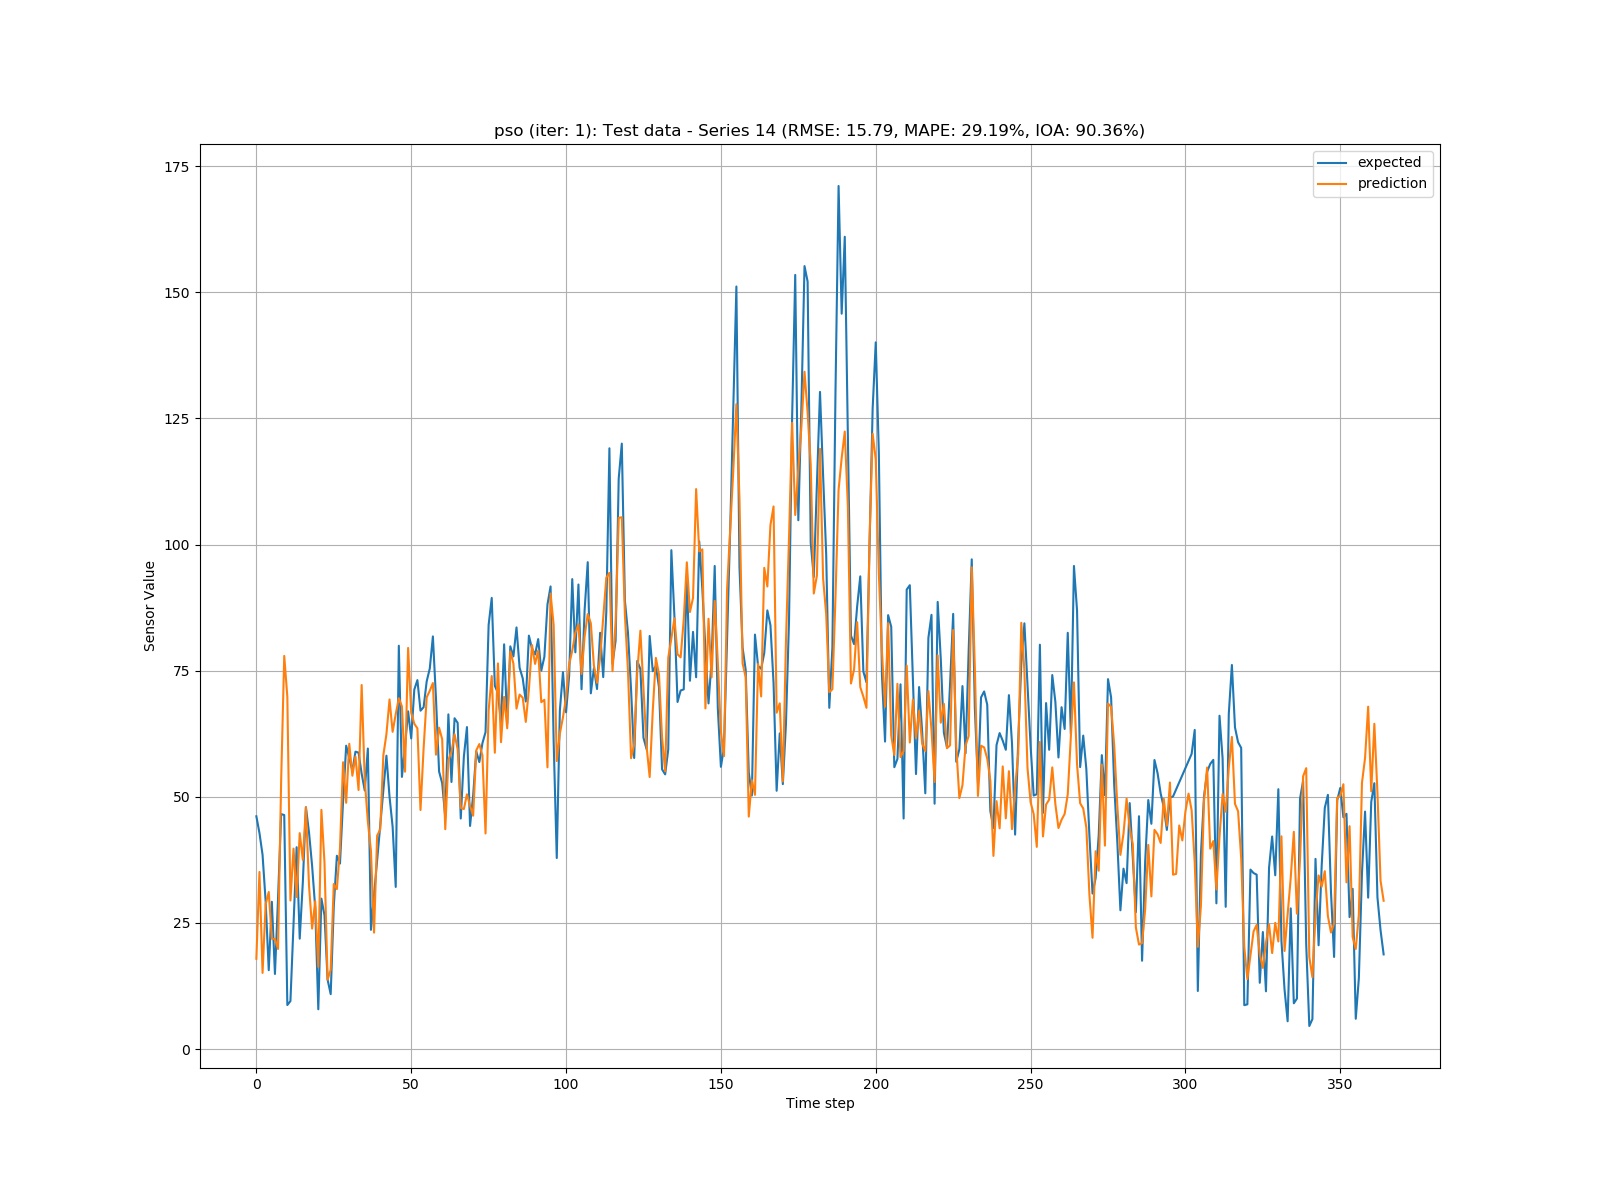 pso (iter: 1): Test data - Series 14 (RMSE: 15.79, MAPE: 29.19%, IOA: 90.36%)
expected
prediction
175
150
125
100
75
50
25
0
Sensor Value
0 50 100 150 200 250 300 350
Time step